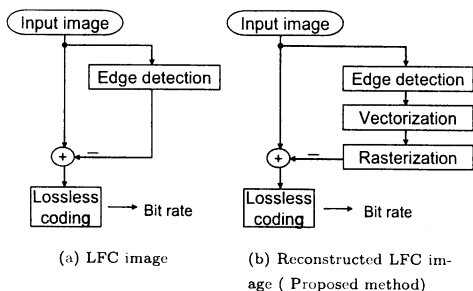 Input image
Edge detection
−
+
Lossless
coding
Bit rate
(a) LFC image
Input image
Edge detection
Vectorization
Rasterization
−
+
Lossless
coding
Bit rate
(b) Reconstructed LFC im-
age ( Proposed method)